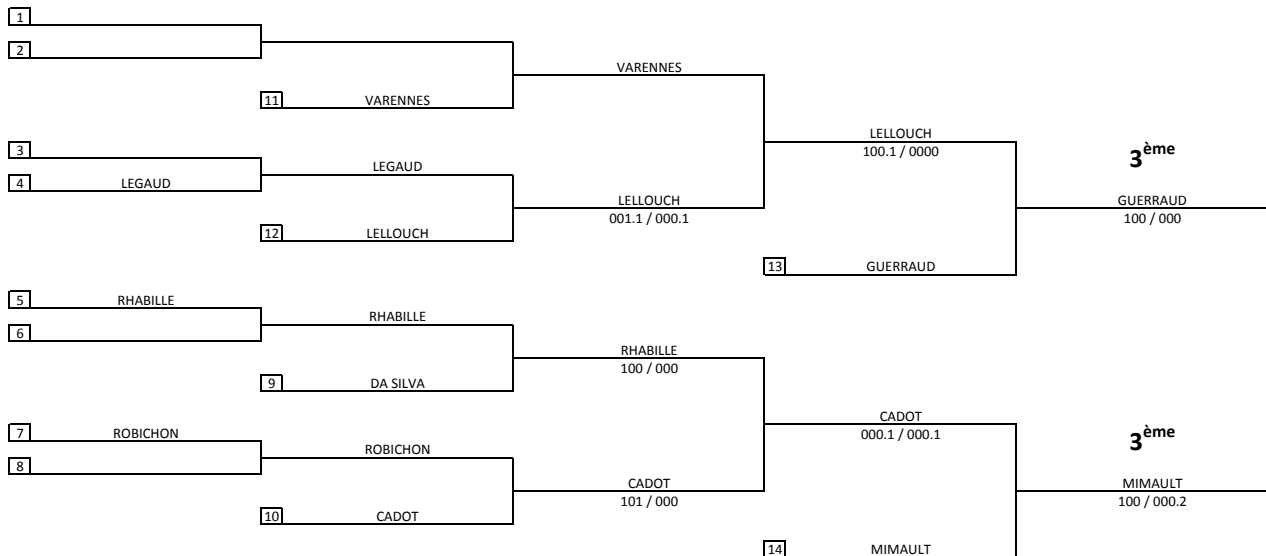 1
2
VARENNES
11 VARENNES
LELLOUCH
3
100.1 / 0000
3ème
LEGAUD
4 LEGAUD
LELLOUCH
GUERRAUD
001.1 / 000.1
100 / 000
12 LELLOUCH
13 GUERRAUD
5 RHABILLE
RHABILLE
6
RHABILLE
100 / 000
9 DA SILVA
CADOT
7 ROBICHON
000.1 / 000.1
3ème
ROBICHON
8
CADOT
MIMAULT
101 / 000
100 / 000.2
10 CADOT
14 MIMAULT